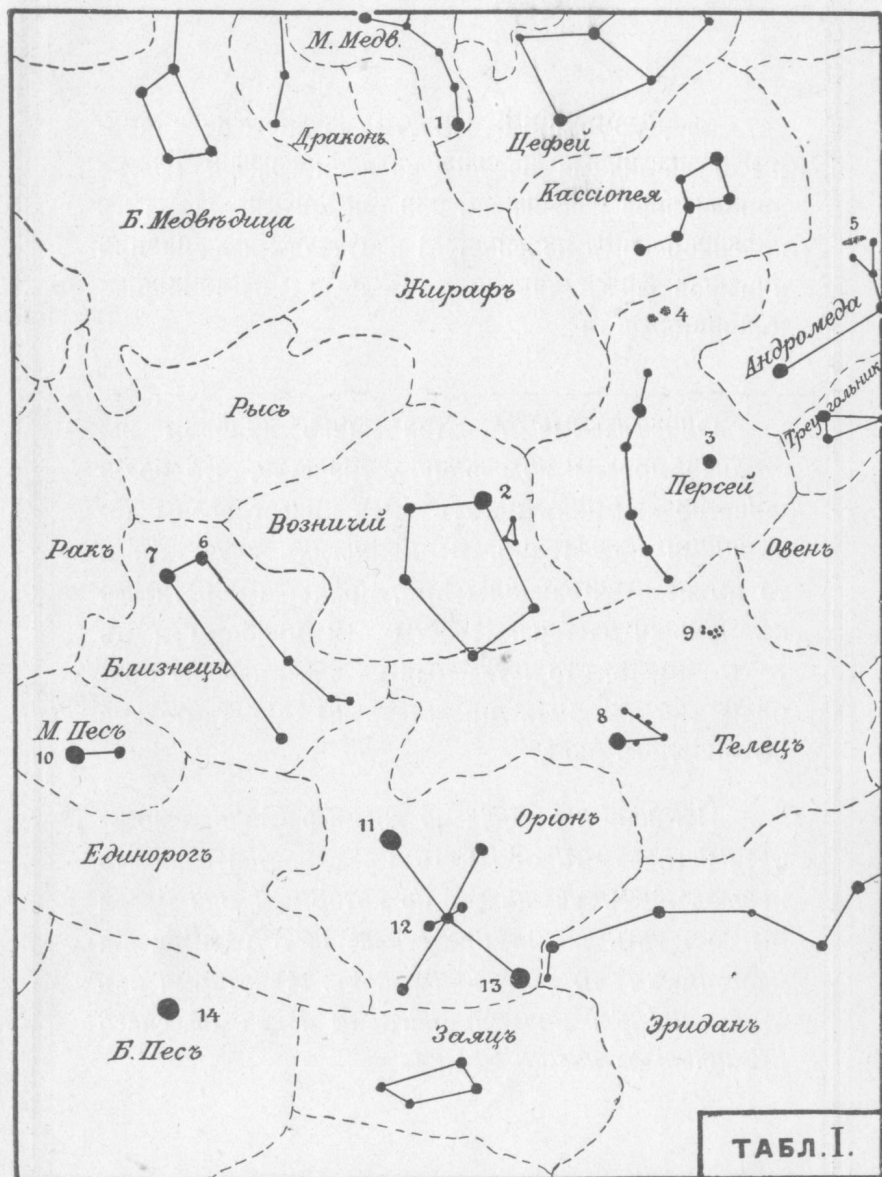 М. Медв.
1
Драконъ
Цефей
Кассіопея
Б. Медвѣдица
5
Жирафъ
4
Андромеда
Треугольник
Рысь
3
Персей
2
Возничій
Овенъ
Ракъ
6
7
9
Близнецы
8
М. Песъ
10
Телецъ
11
Оріонъ
Единорогъ
12
13
14
Заяцъ
Эриданъ
Б. Песъ
ТАБЛ. I.